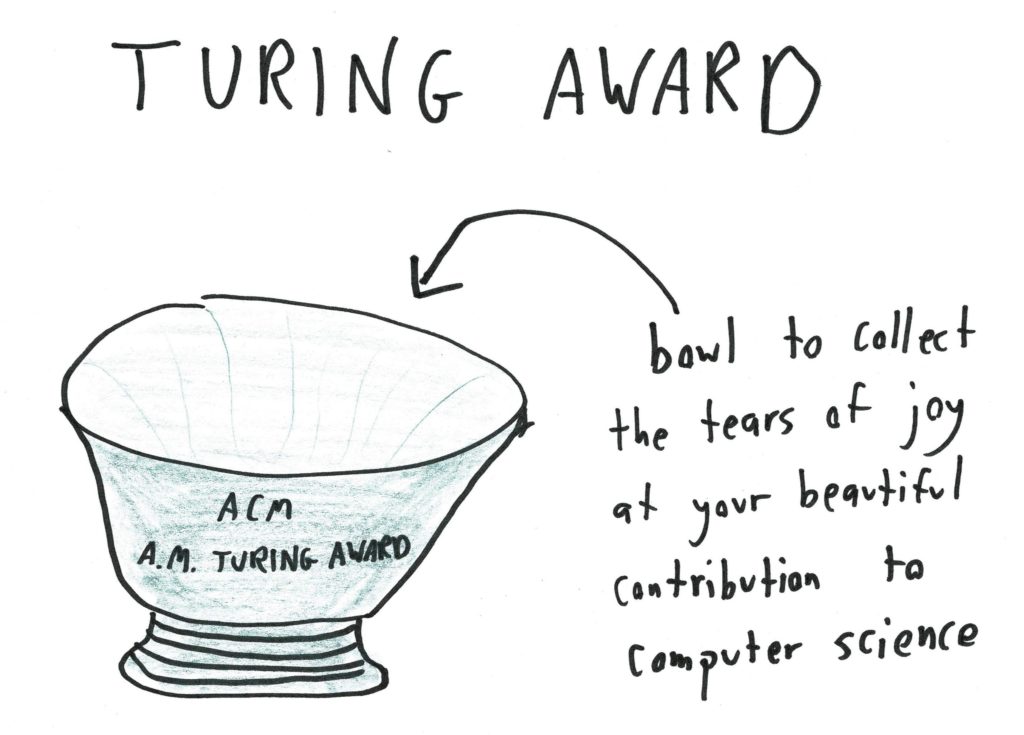 TURING AWARD
bowl to collect
the tears of joy
at your beautiful
contribution to
computer science
ACM
A.M. TURING AWARD